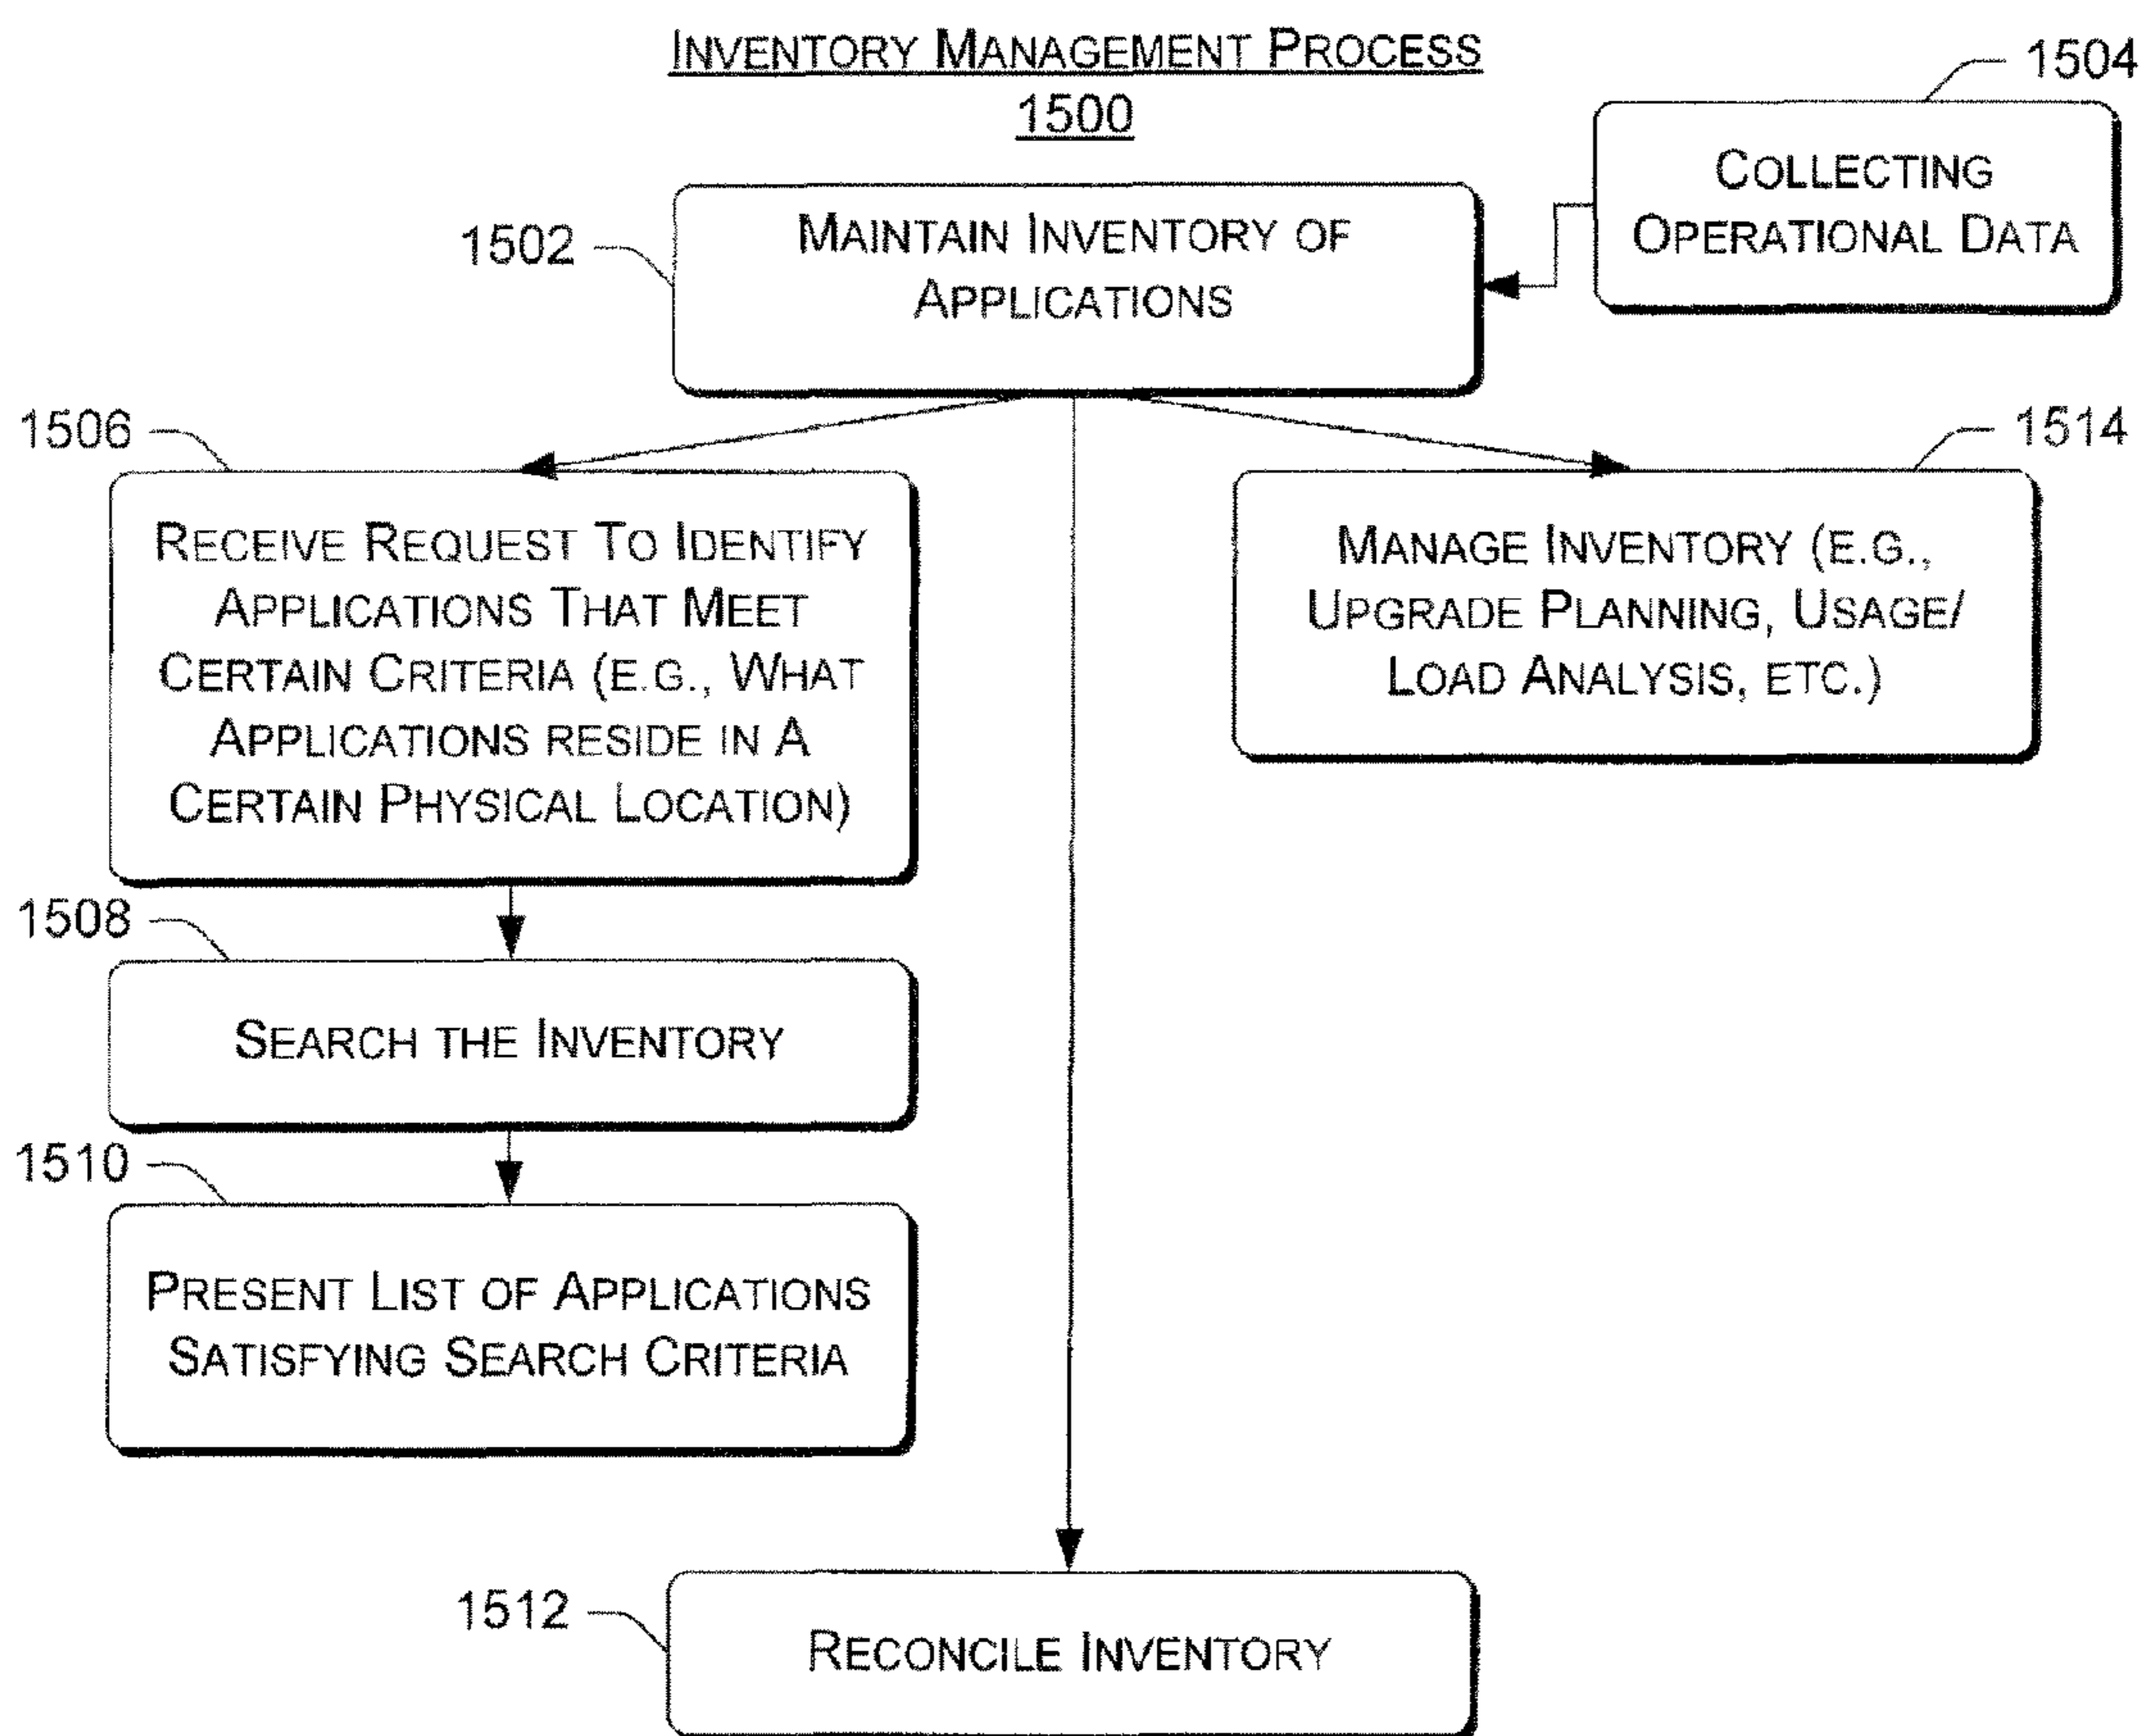 INVENTORY MANAGEMENT PROCESS
1500
1504
COLLECTING
OPERATIONAL DATA
1502
MAINTAIN INVENTORY OF
APPLICATIONS
1506
RECEIVE REQUEST TO IDENTIFY
APPLICATIONS THAT MEET
CERTAIN CRITERIA (E.G., WHAT
APPLICATIONS RESIDE IN A
CERTAIN PHYSICAL LOCATION)
1514
MANAGE INVENTORY (E.G.,
UPGRADE PLANNING, USAGE/
LOAD ANALYSIS, ETC.)
1508
SEARCH THE INVENTORY
1510
PRESENT LIST OF APPLICATIONS
SATISFYING SEARCH CRITERIA
1512
RECONCILE INVENTORY